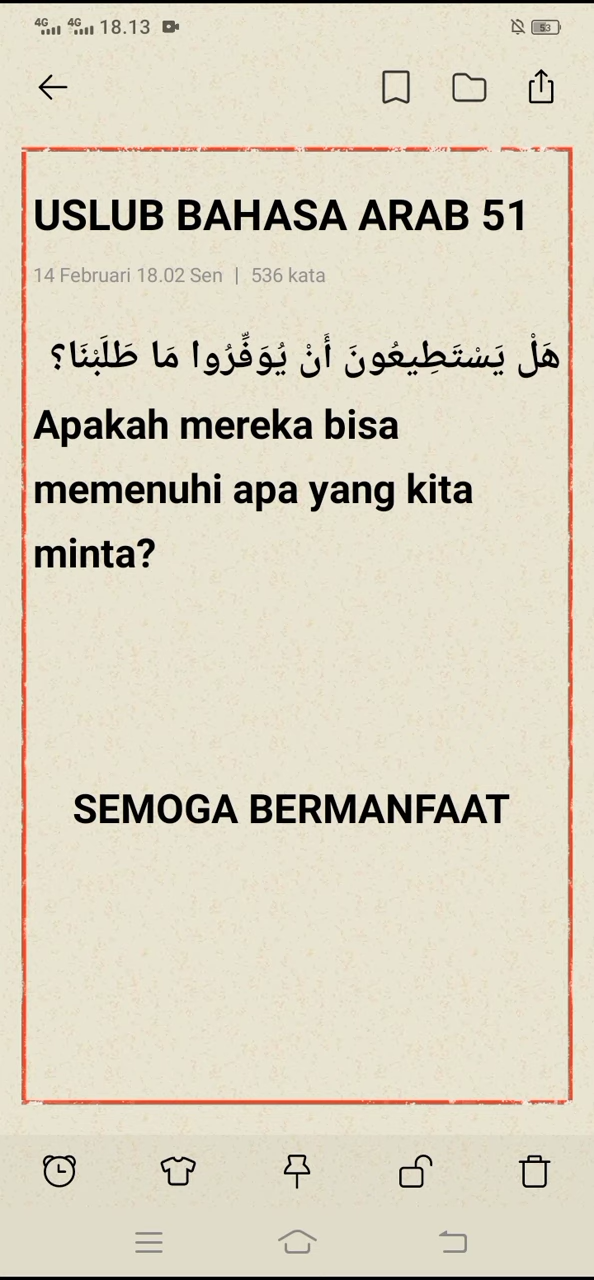 4G 4G 18.13 53
USLUB BAHASA ARAB 51
14 Februari 18.02 Sen | 536 kata
هَلْ يَسْتَطِيعُونَ أَنْ يُوَفِّرُوا مَا طَلَبْنَا؟
Apakah mereka bisa
memenuhi apa yang kita
minta?
SEMOGA BERMANFAAT